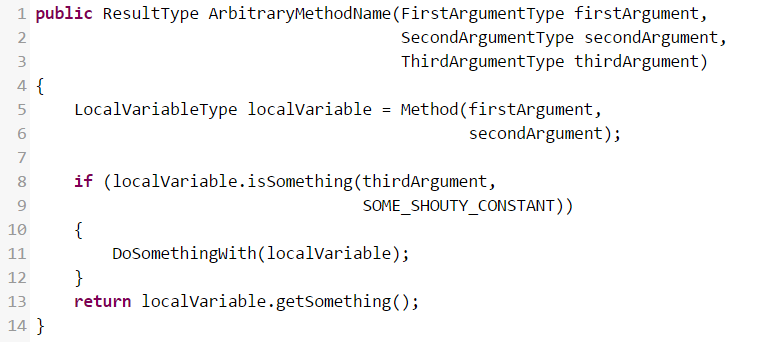 1 public ResultType ArbitraryMethodName(FirstArgumentType firstArgument,
2                                       SecondArgumentType secondArgument,
3                                       ThirdArgumentType thirdArgument)
4 {
5     LocalVariableType localVariable = Method(firstArgument,
6                                              secondArgument);
7
8     if (localVariable.isSomething(thirdArgument,
9                                   SOME_SHOUTY_CONSTANT))
10     {
11         DoSomethingWith(localVariable);
12     }
13     return localVariable.getSomething();
14 }